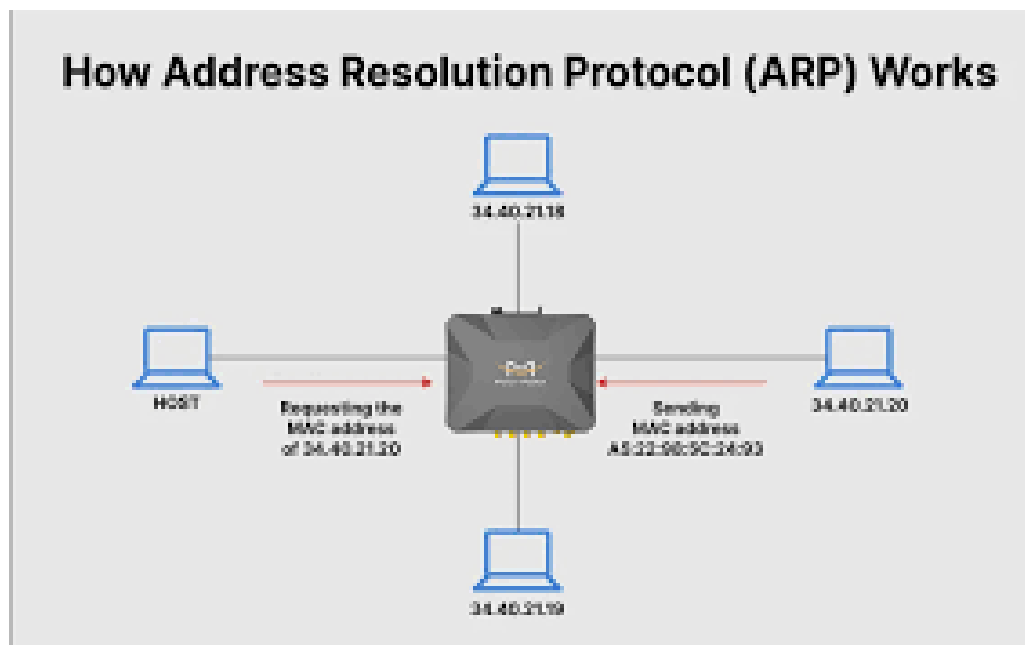 How Address Resolution Protocol (ARP) Works
34.40.21.18
HOST
Requesting the
MAC address
of 34.40.21.20
Sending
MAC address
34.40.21.20
34.40.21.19